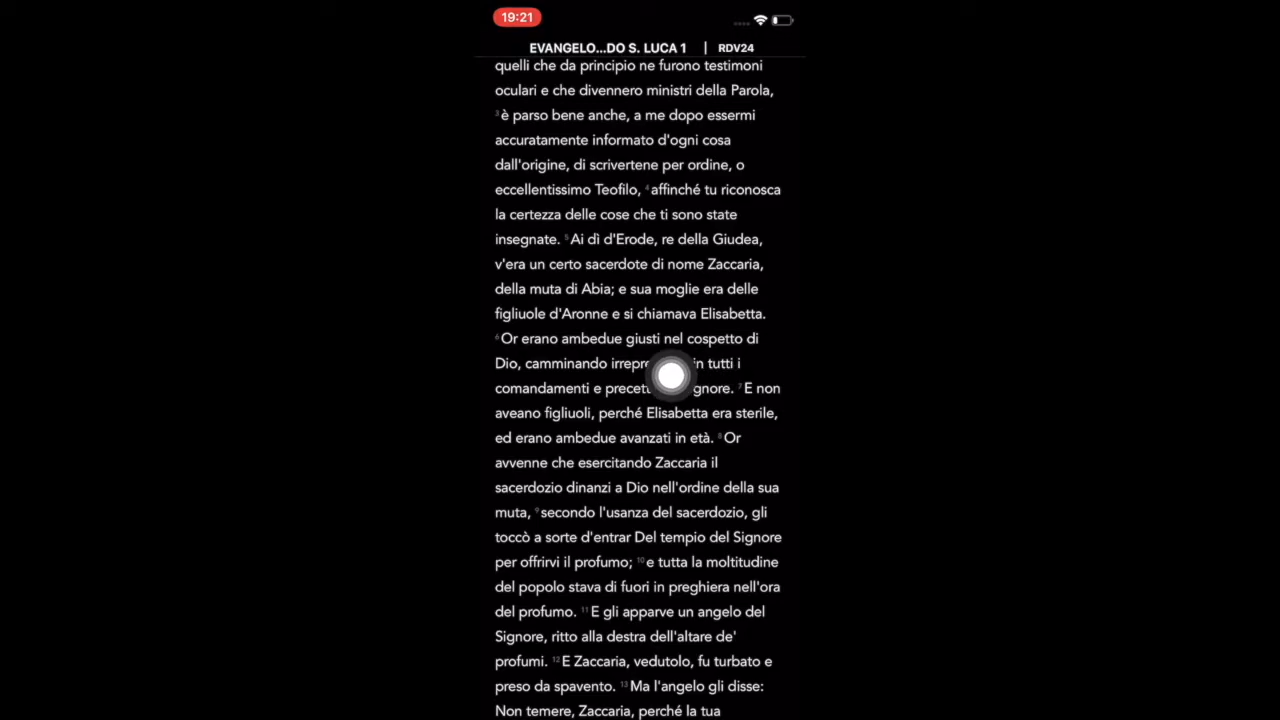 19:21
EVANGELO...DO S. LUCA 1 | RDV24
quelli che da principio ne furono testimoni
oculari e che divennero ministri della Parola,
3 è parso bene anche, a me dopo essermi
accuratamente informato d'ogni cosa
dall'origine, di scrivertene per ordine, o
eccellentissimo Teofilo, 4 affinché tu riconosca
la certezza delle cose che ti sono state
insegnate. 5 Ai dì d'Erode, re della Giudea,
v'era un certo sacerdote di nome Zaccaria,
della muta di Abia; e sua moglie era delle
figliuole d'Aronne e si chiamava Elisabetta.
6 Or erano ambedue giusti nel cospetto di
Dio, camminando in tutti i
comandamenti e 7 E non
aveano figliuoli, perché Elisabetta era sterile,
ed erano ambedue avanzati in età. 8 Or
avvenne che esercitando Zaccaria il
sacerdozio dinanzi a Dio nell'ordine della sua
muta, 9 secondo l'usanza del sacerdozio, gli
toccò a sorte d'entrar Del tempio del Signore
per offrirvi il profumo; 10 e tutta la moltitudine
del popolo stava di fuori in preghiera nell'ora
del profumo. 11 E gli apparve un angelo del
Signore, ritto alla destra dell'altare de'
profumi. 12 E Zaccaria, vedutolo, fu turbato e
preso da spavento. 13 Ma l'angelo gli disse:
Non temere, Zaccaria, perché la tua